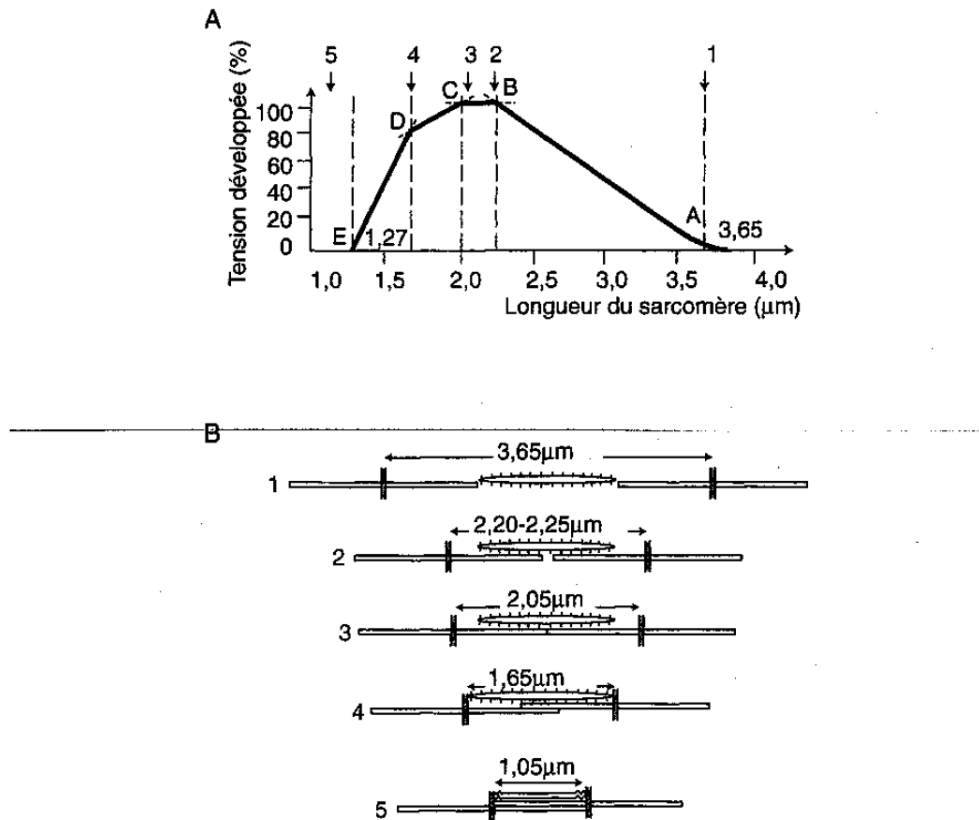 A
5 4 3 2 1
Tension développée (%)
100
80
60
40
20
0
C B
D
E 1,27
A 3,65
1,0 1,5 2,0 2,5 3,0 3,5 4,0
Longueur du sarcomère (µm)
B
3,65µm
1
2,20-2,25µm
2
2,05µm
3
1,65µm
4
1,05µm
5